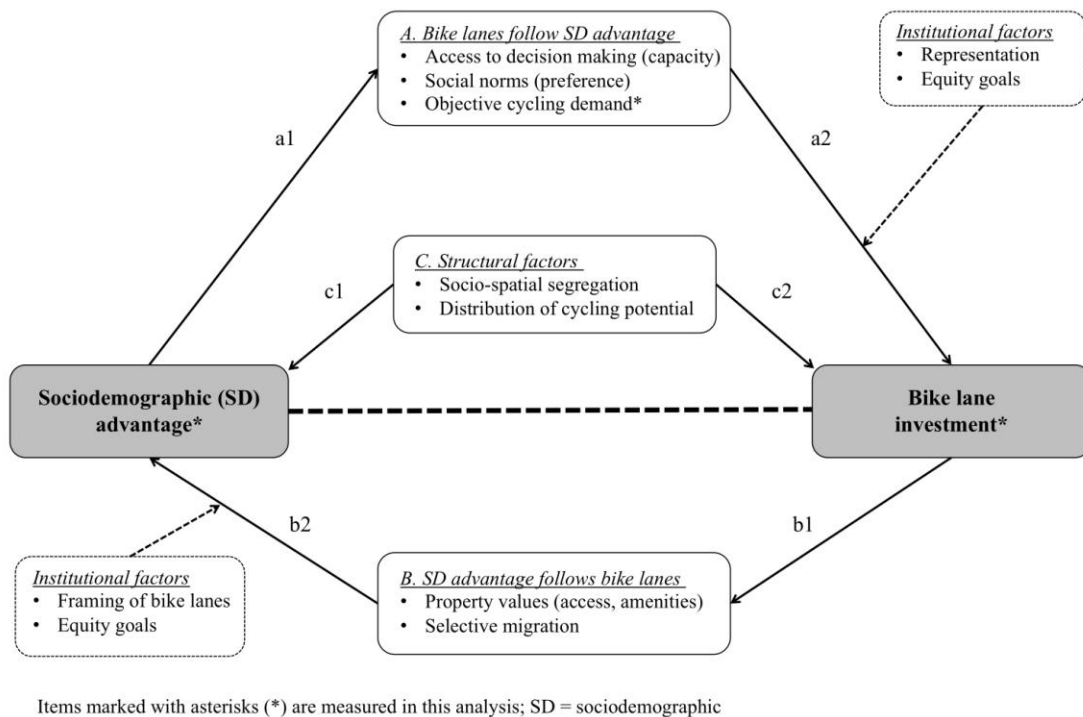 A. Bike lanes follow SD advantage
• Access to decision making (capacity)
• Social norms (preference)
• Objective cycling demand*
Institutional factors
• Representation
• Equity goals
a1
a2
C. Structural factors
• Socio-spatial segregation
• Distribution of cycling potential
c1
c2
Sociodemographic (SD)
advantage*
Bike lane
investment*
b2
b1
Institutional factors
• Framing of bike lanes
• Equity goals
B. SD advantage follows bike lanes
• Property values (access, amenities)
• Selective migration
Items marked with asterisks (*) are measured in this analysis; SD = sociodemographic